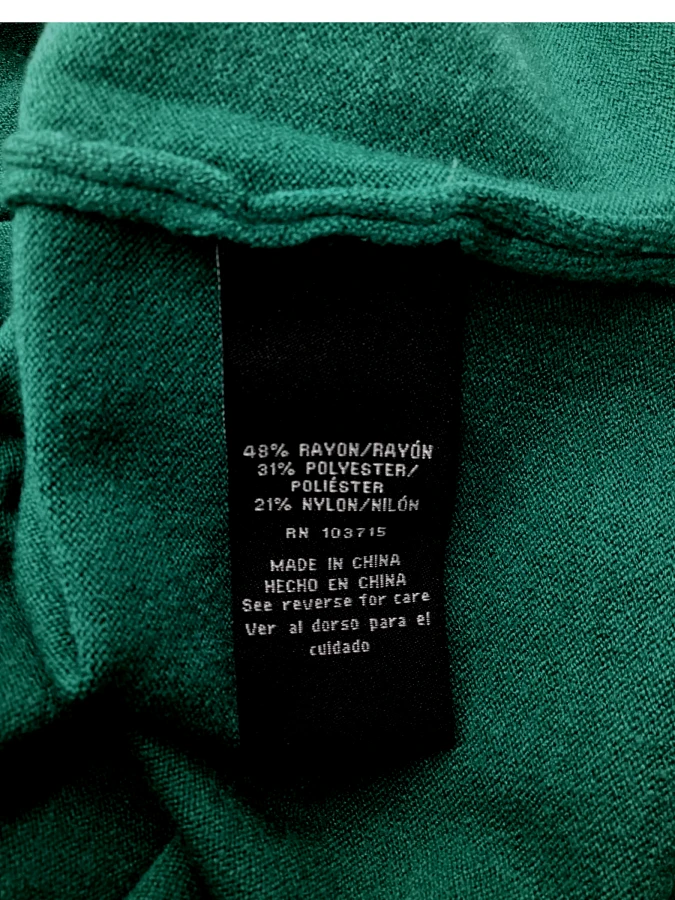 48% RAYON/RAYÓN
31% POLYESTER/
POLIÉSTER
21% NYLON/NILÓN
RN 103715
MADE IN CHINA
HECHO EN CHINA
See reverse for care
Ver al dorso para el
cuidado